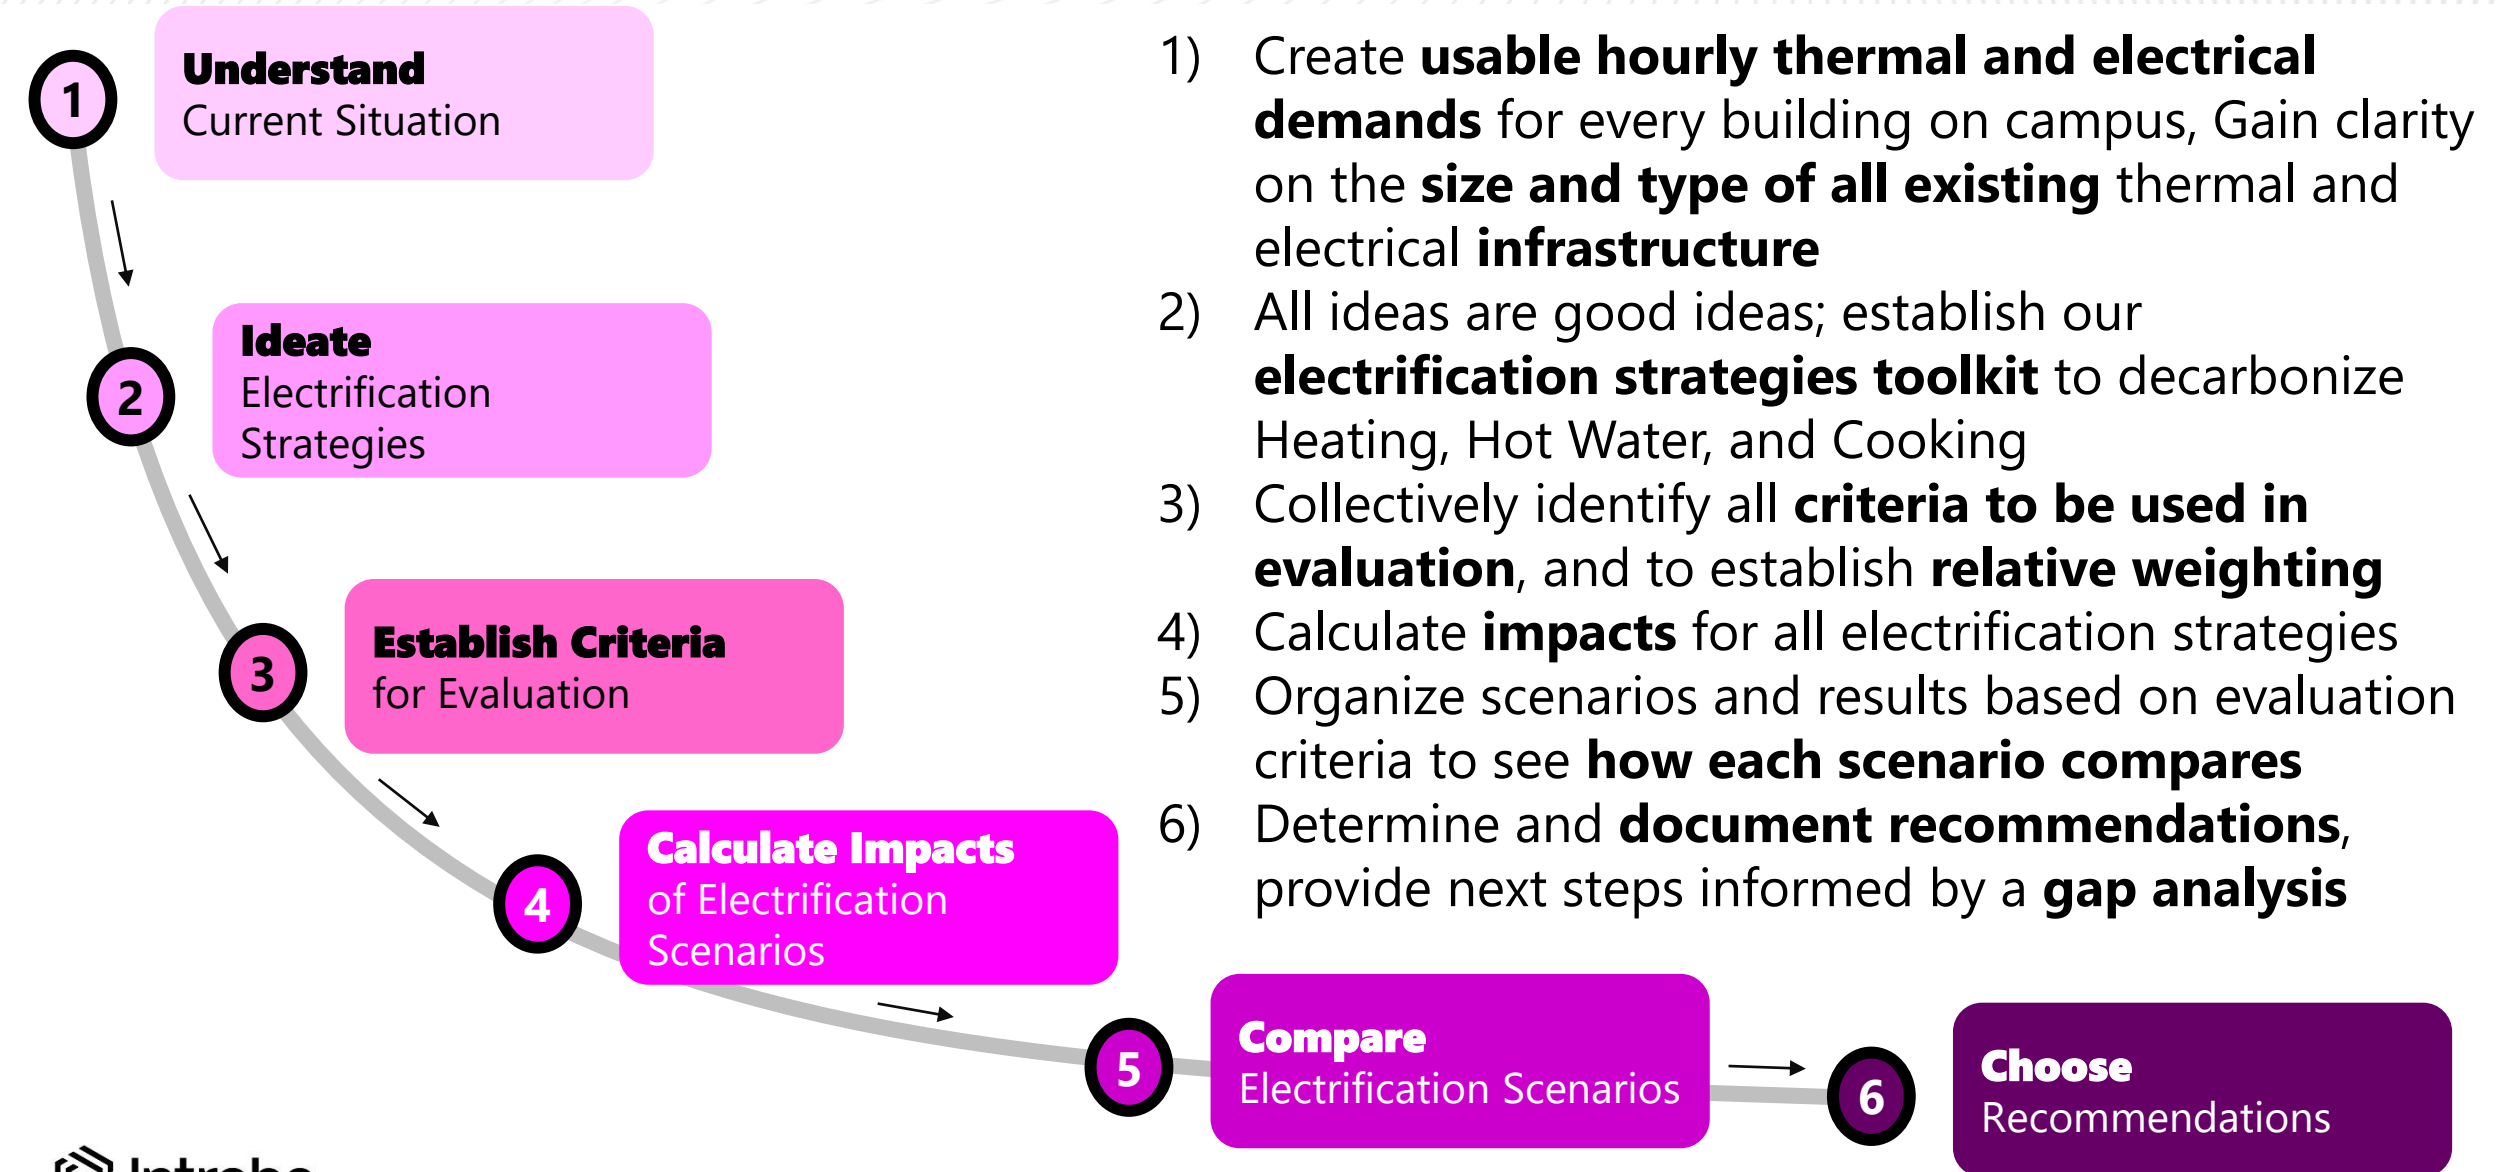 1
Understand
Current Situation
2
Ideate
Electrification
Strategies
3
Establish Criteria
for Evaluation
4
Calculate Impacts
of Electrification
Scenarios
5
Compare
Electrification Scenarios
6
Choose
Recommendations
1) Create usable hourly thermal and electrical
demands for every building on campus, Gain clarity
on the size and type of all existing thermal and
electrical infrastructure
2) All ideas are good ideas; establish our
electrification strategies toolkit to decarbonize
Heating, Hot Water, and Cooking
3) Collectively identify all criteria to be used in
evaluation, and to establish relative weighting
4) Calculate impacts for all electrification strategies
5) Organize scenarios and results based on evaluation
criteria to see how each scenario compares
6) Determine and document recommendations,
provide next steps informed by a gap analysis